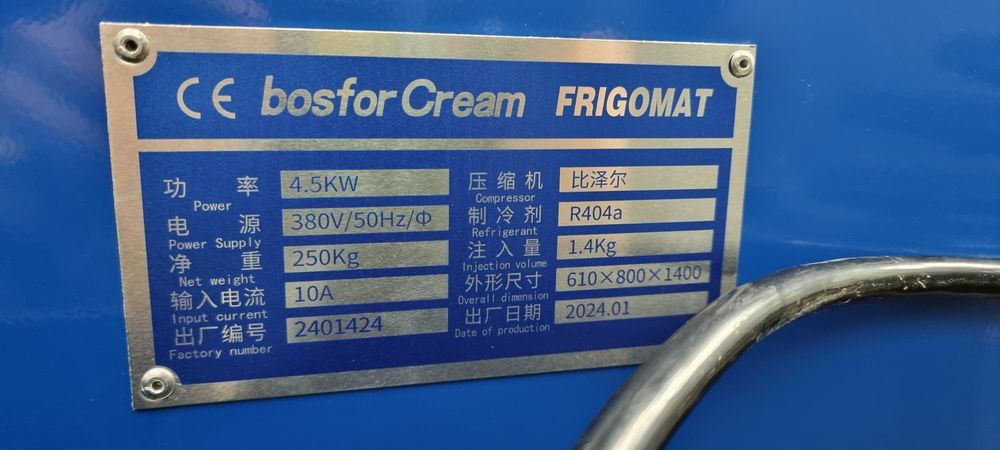 CE bosfor Cream FRIGOMAT
功率 4.5KW
Power
电源 380V/50Hz/Φ
Power Supply
净重 250Kg
Net weight
输入电流 10A
Input current
出厂编号 2401424
Factory number
压缩机 比泽尔
Compressor
制冷剂 R404a
Refrigerant
注入量 1.4Kg
Injection volume
外形尺寸 610×800×1400
Overall dimension
出厂日期 2024.01
Date of production